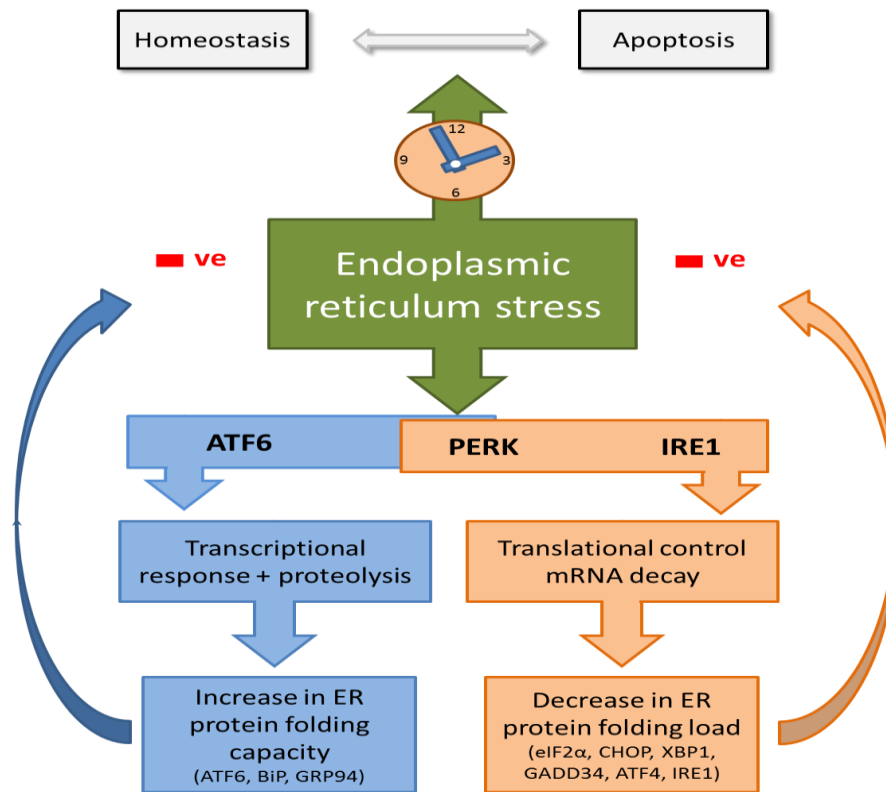 Homeostasis
Apoptosis
12
9
3
6
Endoplasmic
reticulum stress
ve
ve
ATF6
PERK
IRE1
Transcriptional
response + proteolysis
Translational control
mRNA decay
Increase in ER
protein folding
capacity
(ATF6, BiP, GRP94)
Decrease in ER
protein folding load
(eIF2α, CHOP, XBP1,
GADD34, ATF4, IRE1)